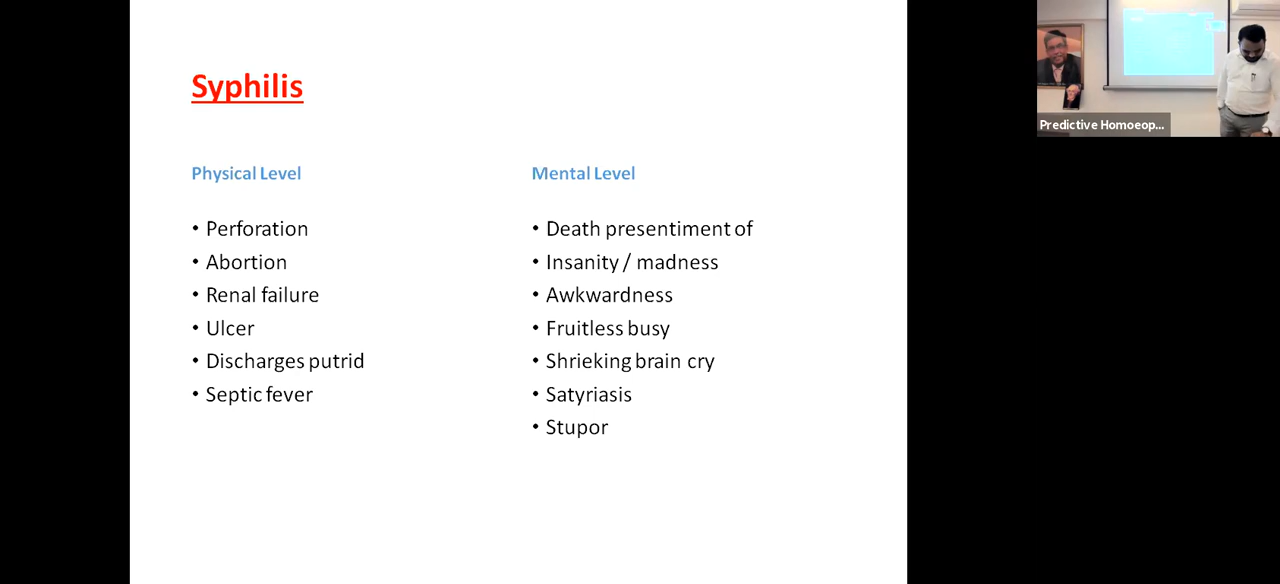 Syphilis
Physical Level
• Perforation
• Abortion
• Renal failure
• Ulcer
• Discharges putrid
• Septic fever
Mental Level
• Death presentiment of
• Insanity / madness
• Awkwardness
• Fruitless busy
• Shrieking brain cry
• Satyriasis
• Stupor
Predictive Homoeop...